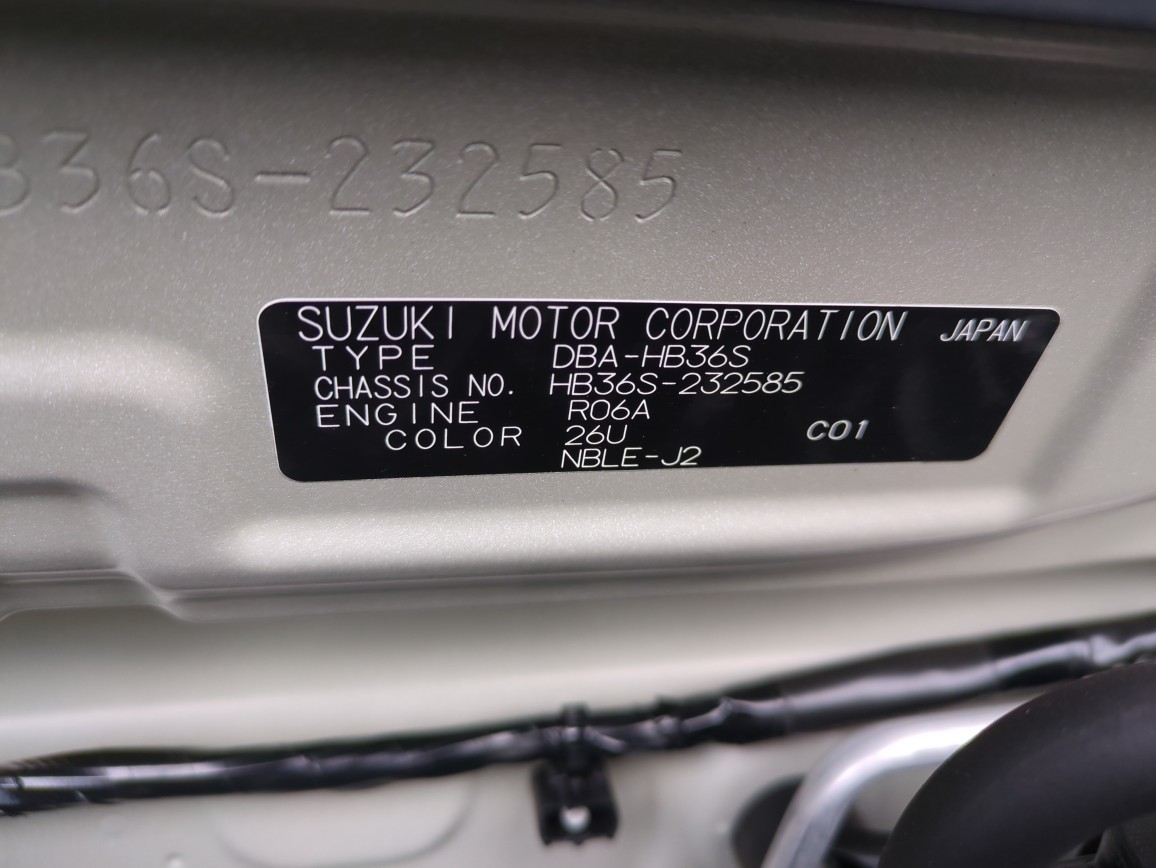 B36S-232585
SUZUKI MOTOR CORPORATION JAPAN
TYPE DBA-HB36S
CHASSIS NO. HB36S-232585
ENGINE R06A
COLOR 26U C01
NBLE-J2